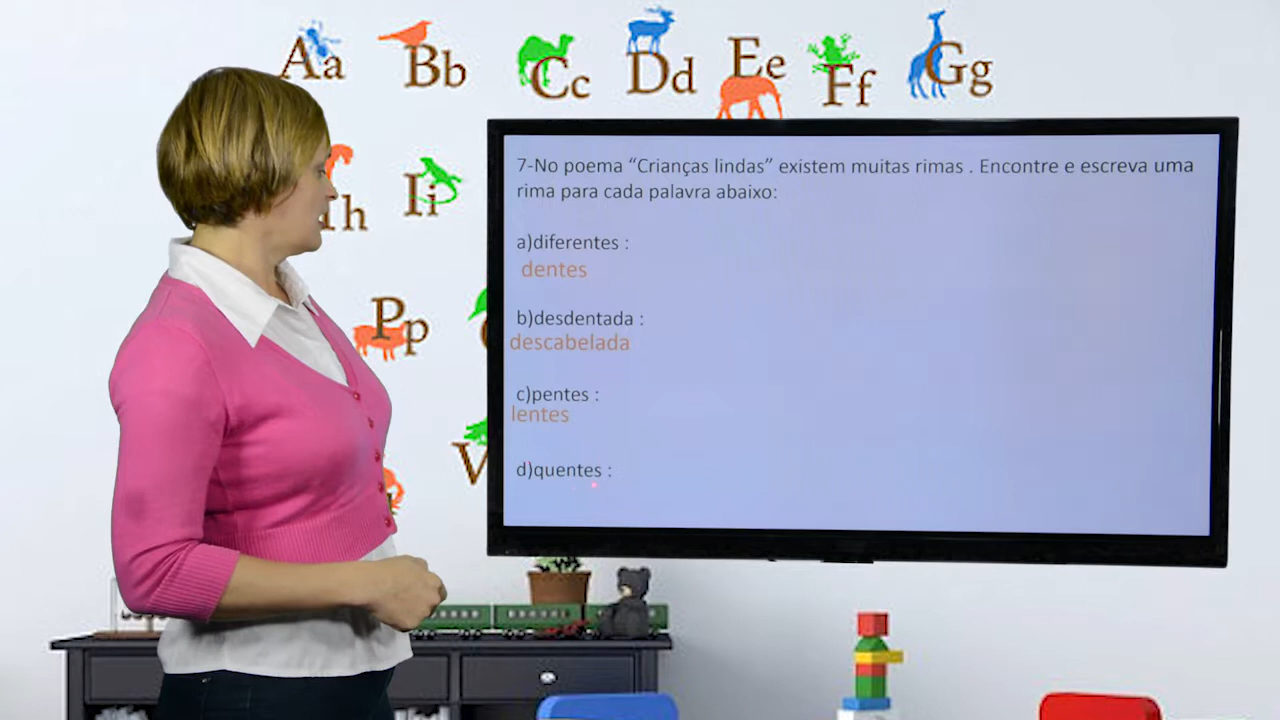 Aa Bb Cc Dd Ee Ff Gg
7-No poema “Crianças lindas” existem muitas rimas . Encontre e escreva uma
rima para cada palavra abaixo:
Ii
a)diferentes :
dentes
b)desdentada :
Pp
descabelada
c)pentes :
lentes
V
d)quentes :